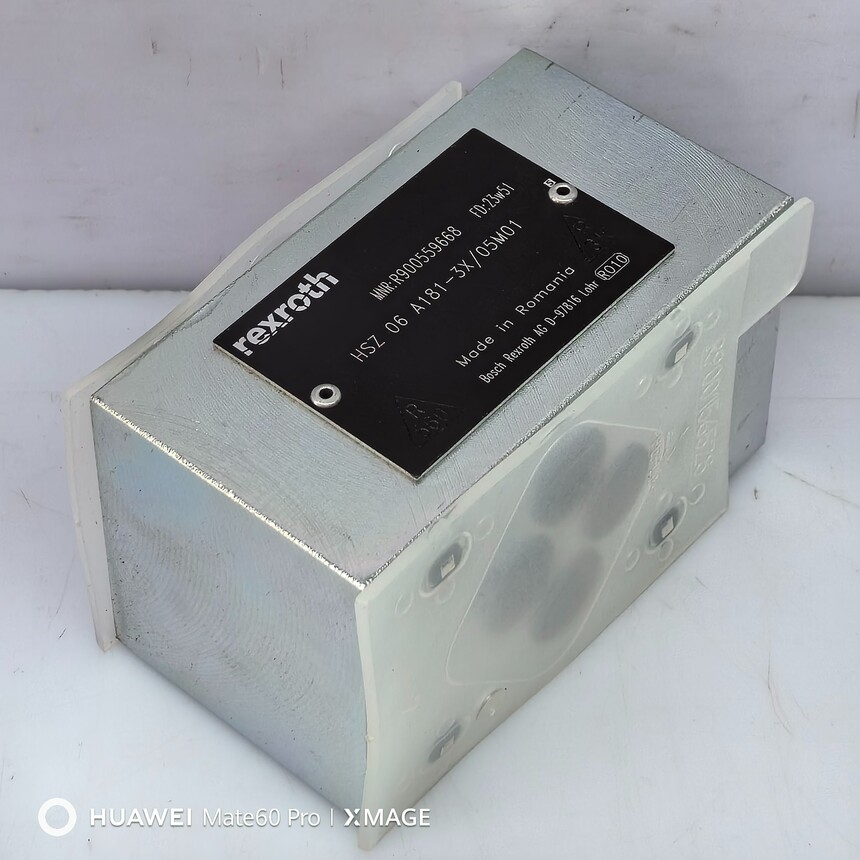 rexroth
MNR:R900559668 FD:23W51
HSZ 06 A181-3X/05M01
Made in Romania
Bosch Rexroth AG D-97816 Lohr RO10
HUAWEI Mate60 Pro | XMAGE